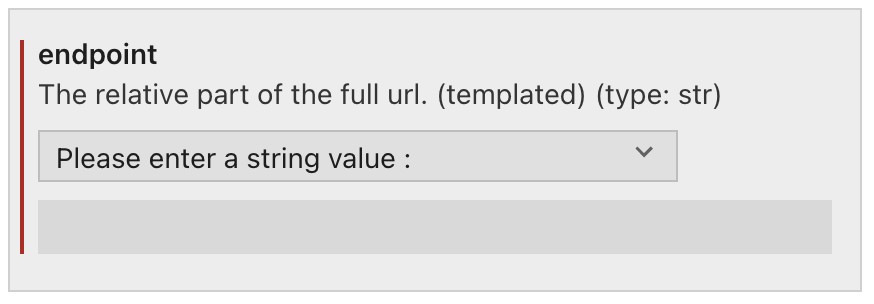 endpoint
The relative part of the full url. (templated) (type: str)
Please enter a string value :